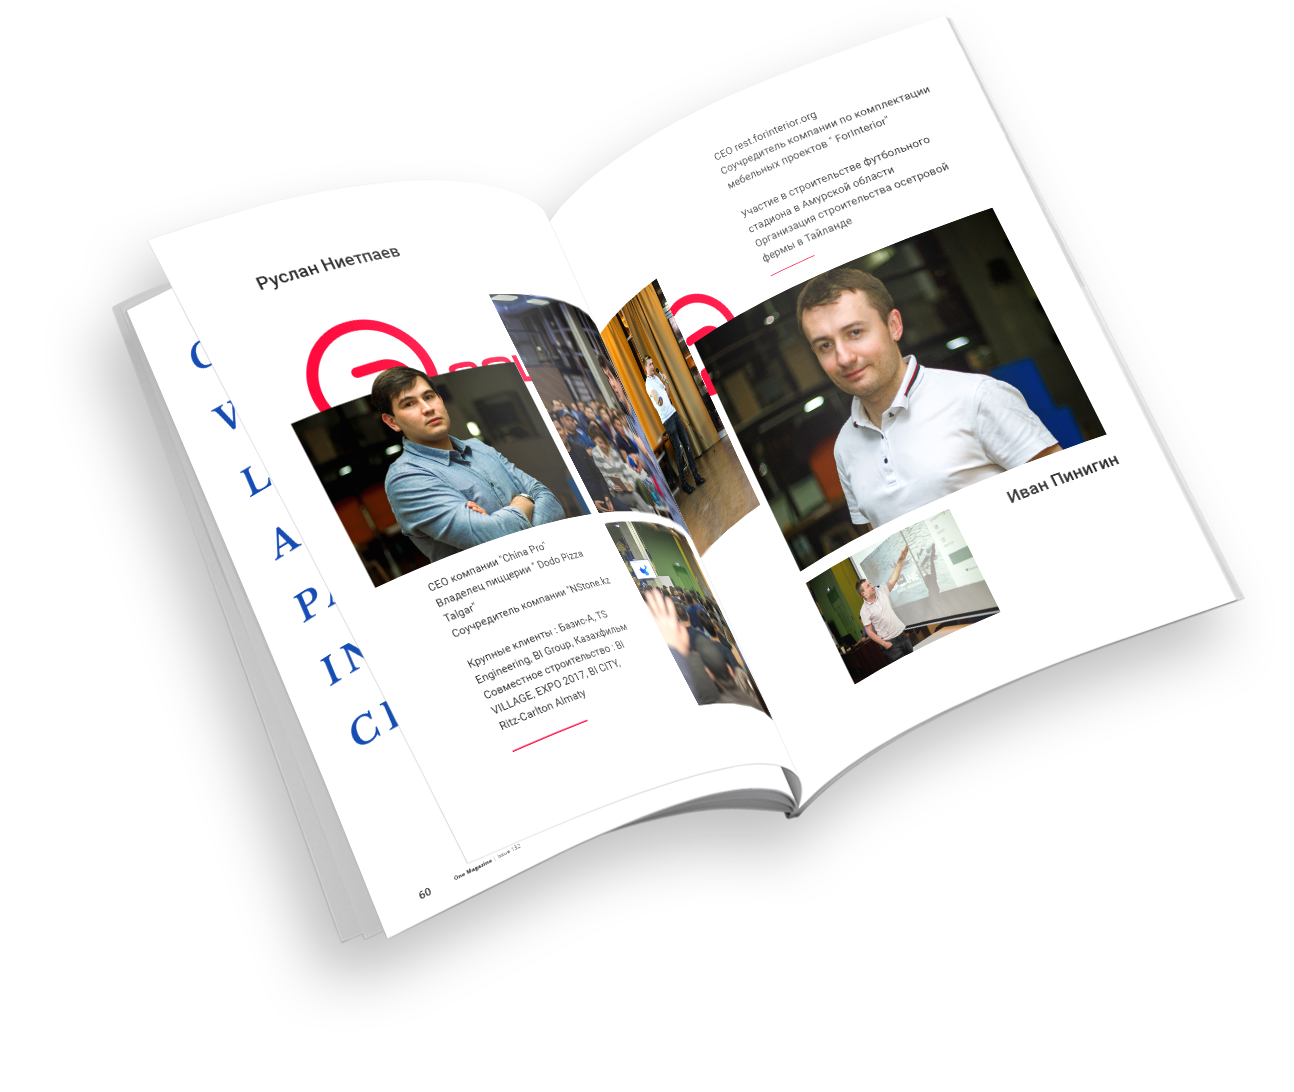 Руслан Ниетпаев
CEO компании "China Pro"
Владелец пиццерии " Dodo Pizza
Talgar"
Соучредитель компании "NStone.kz
Крупные клиенты : Базис-А, TS
Engineering, BI Group, Казахфильм
Совместное строительство : BI
VILLAGE, EXPO 2017, BI CITY,
Ritz-Carlton Almaty
60
One Magazine | Issue 132
CEO rest.forinterior.org
Соучредитель компании по комплектации
мебельных проектов " ForInterior"
Участие в строительстве футбольного
стадиона в Амурской области
Организация строительства осетровой
фермы в Тайланде
Иван Пинигин